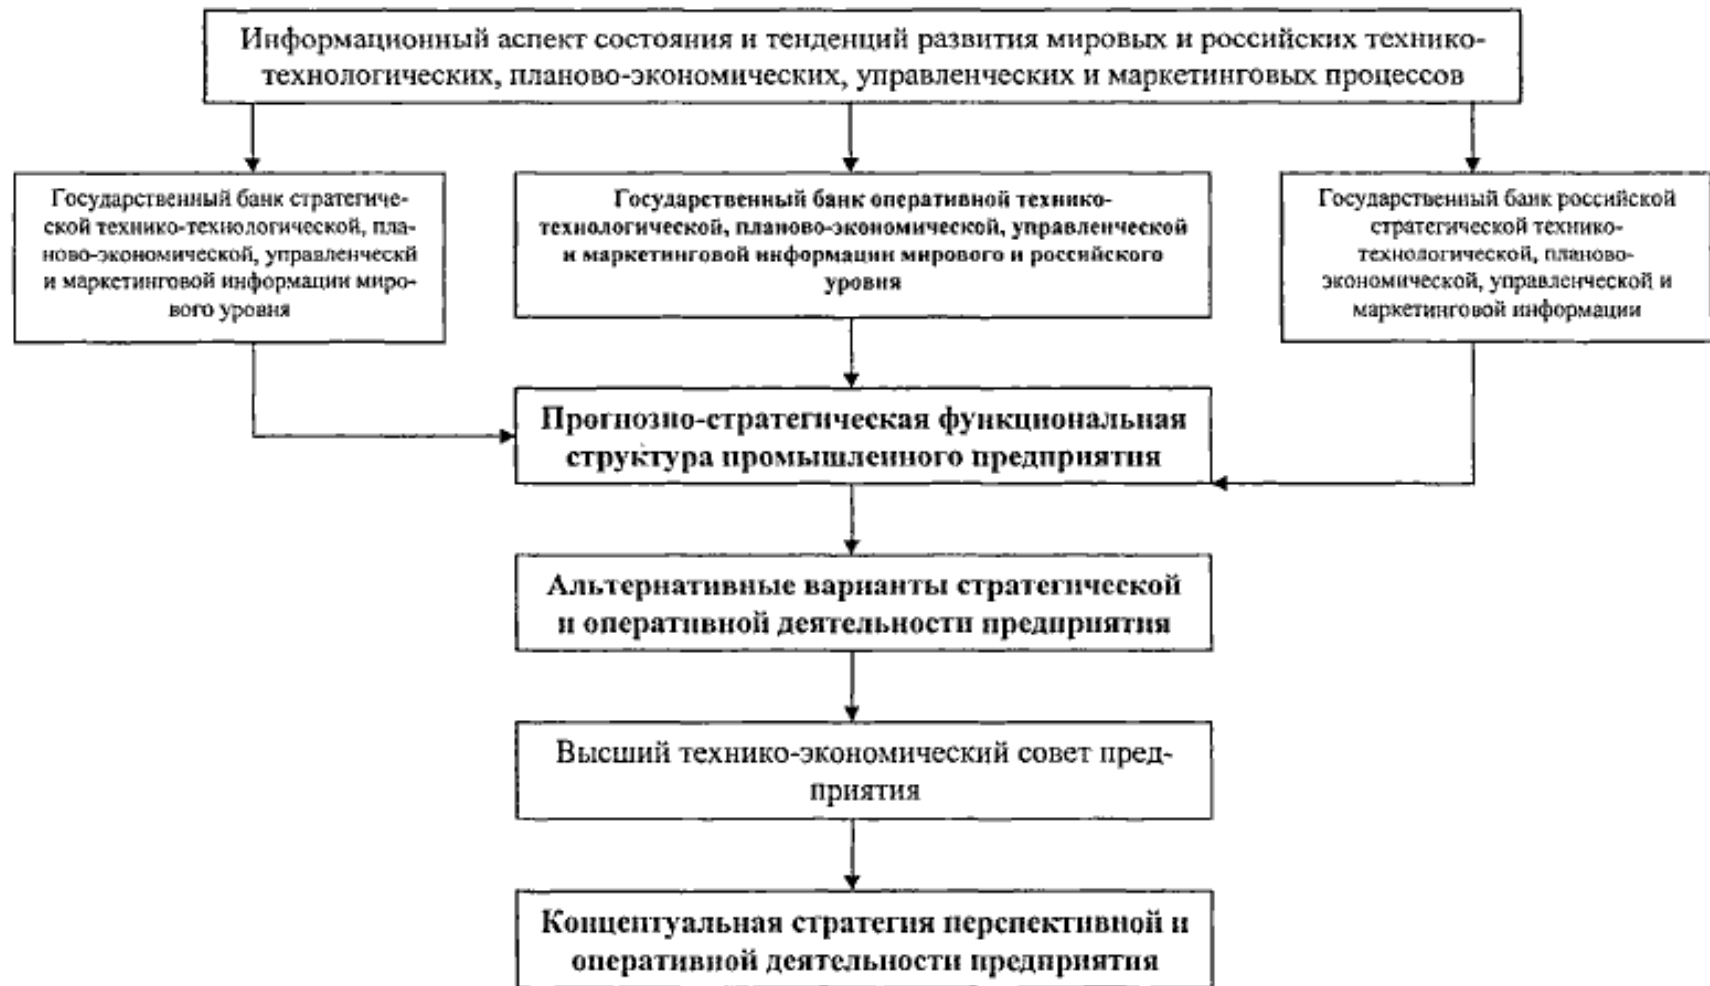 Информационный аспект состояния и тенденций развития мировых и российских технико-
технологических, планово-экономических, управленческих и маркетинговых процессов
Государственный банк стратегиче-
ской технико-технологической, пла-
ново-экономической, управленческй
и маркетинговой информации миро-
вого уровня
Государственный банк оперативной технико-
технологической, планово-экономической, управленческой
и маркетинговой информации мирового и российского
уровня
Государственный банк российской
стратегической технико-
технологической, планово-
экономической, управленческой и
маркетинговой информации
Прогнозно-стратегическая функциональная
структура промышленного предприятия
Альтернативные варианты стратегической
и оперативной деятельности предприятия
Высший технико-экономический совет пред-
приятия
Концептуальная стратегия перспективной и
оперативной деятельности предприятия